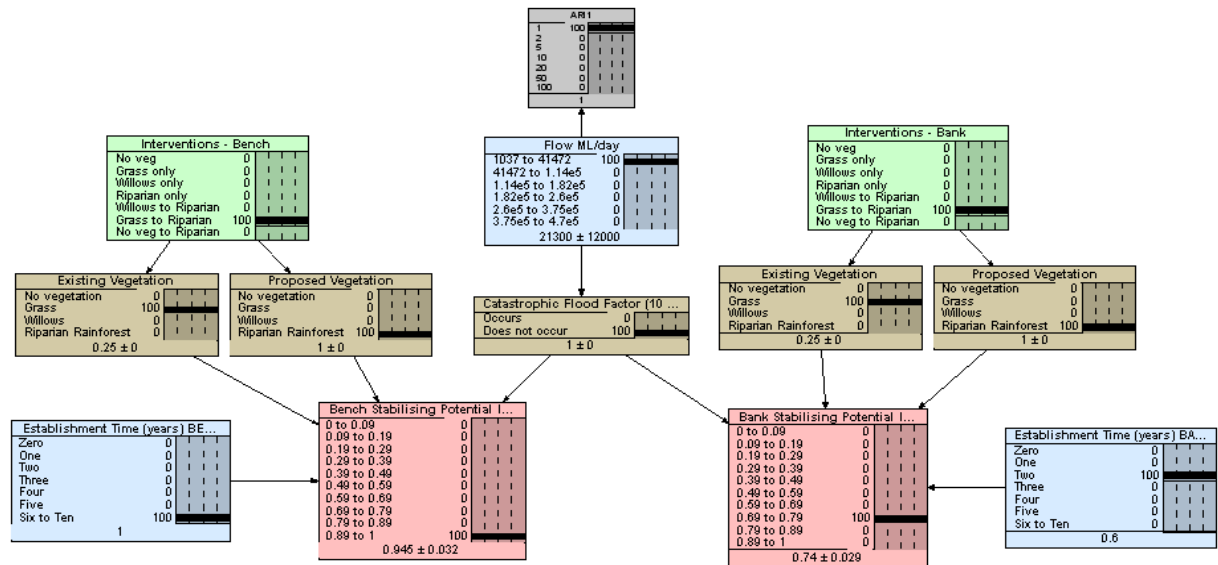 ARI1
1 100
2 0
5 0
10 0
20 0
50 0
100 0
1
Interventions - Bench
No veg 0
Grass only 0
Willows only 0
Riparian only 0
Willows to Riparian 0
Grass to Riparian 100
No veg to Riparian 0
Flow ML/day
1037 to 41472 100
41472 to 1.14e5 0
1.14e5 to 1.82e5 0
1.82e5 to 2.6e5 0
2.6e5 to 3.75e5 0
3.75e5 to 4.7e5 0
21300 ± 12000
Interventions - Bank
No veg 0
Grass only 0
Willows only 0
Riparian only 0
Willows to Riparian 0
Grass to Riparian 100
No veg to Riparian 0
Existing Vegetation
No vegetation 0
Grass 100
Willows 0
Riparian Rainforest 0
0.25 ± 0
Proposed Vegetation
No vegetation 0
Grass 0
Willows 0
Riparian Rainforest 100
1 ± 0
Catastrophic Flood Factor (10 ...
Occurs 0
Does not occur 100
1 ± 0
Existing Vegetation
No vegetation 0
Grass 100
Willows 0
Riparian Rainforest 0
0.25 ± 0
Proposed Vegetation
No vegetation 0
Grass 0
Willows 0
Riparian Rainforest 100
1 ± 0
Establishment Time (years) BE...
Zero 0
One 0
Two 0
Three 0
Four 0
Five 0
Six to Ten 100
1
Bench Stabilising Potential I...
0 to 0.09 0
0.09 to 0.19 0
0.19 to 0.29 0
0.29 to 0.39 0
0.39 to 0.49 0
0.49 to 0.59 0
0.59 to 0.69 0
0.69 to 0.79 0
0.79 to 0.89 0
0.89 to 1 100
0.945 ± 0.032
Bank Stabilising Potential I...
0 to 0.09 0
0.09 to 0.19 0
0.19 to 0.29 0
0.29 to 0.39 0
0.39 to 0.49 0
0.49 to 0.59 0
0.59 to 0.69 0
0.69 to 0.79 100
0.79 to 0.89 0
0.89 to 1 0
0.74 ± 0.029
Establishment Time (years) BA...
Zero 0
One 0
Two 100
Three 0
Four 0
Five 0
Six to Ten 0
0.6